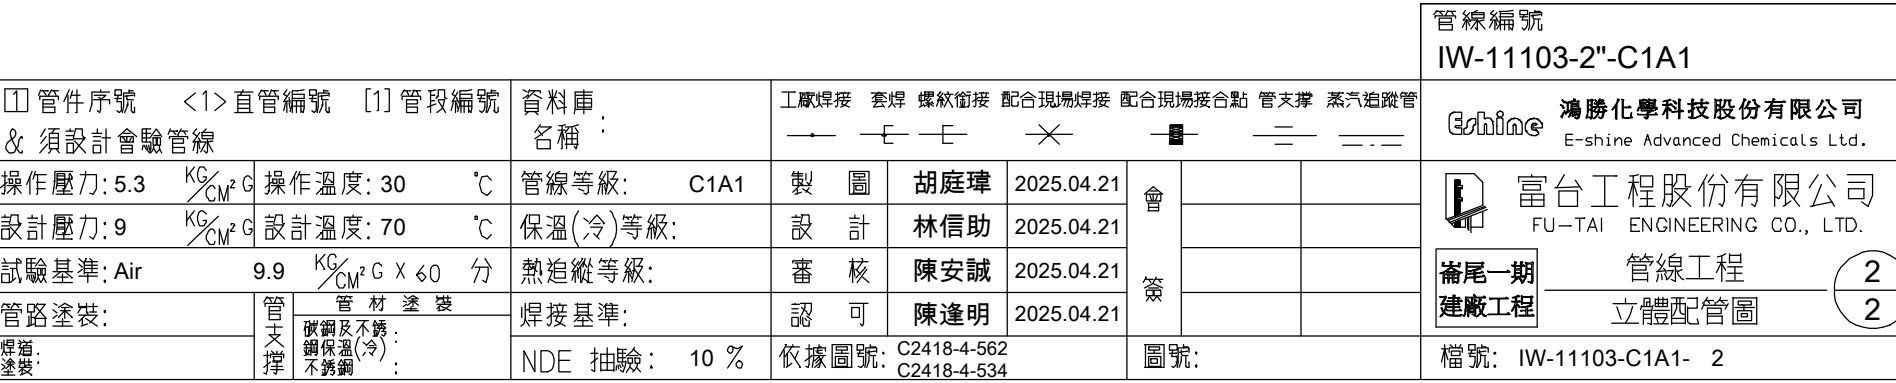 管線編號
IW-11103-2"-C1A1
1 管件序號 <1>直管編號 [1] 管段編號
& 須設計會驗管線
資料庫
名稱 :
工廠焊接 套焊 螺紋銜接 配合現場焊接 配合現場接合點 管支撐 蒸汽追蹤管
Eshine 鴻勝化學科技股份有限公司
E-shine Advanced Chemicals Ltd.
操作壓力: 5.3 KG/CM² G 操作溫度: 30 °C 管線等級: C1A1 製 圖 胡庭瑋 2025.04.21
設計壓力: 9 KG/CM² G 設計溫度: 70 °C 保溫(冷)等級: 設 計 林信助 2025.04.21
試驗基準: Air 9.9 KG/CM² G X 60 分 熱追縱等級: 審 核 陳安誠 2025.04.21
管路塗裝: 管支撐 管 材 塗 裝 焊接基準: 認 可 陳逢明 2025.04.21
會
簽
富台工程股份有限公司
FU-TAI ENGINEERING CO., LTD.
崙尾一期
建廠工程
管線工程
立體配管圖
2
2
焊道
塗裝 :
碳鋼及不銹
鋼保溫(冷) :
不銹鋼 :
NDE 抽驗: 10 %
依據圖號: C2418-4-562
C2418-4-534
圖號:
檔號: IW-11103-C1A1- 2